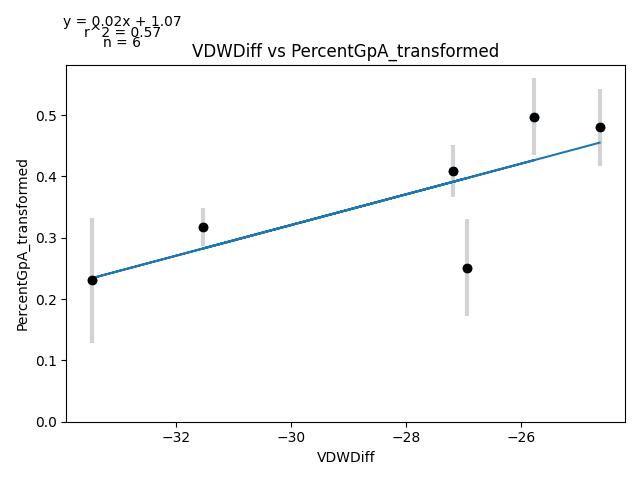 y = 0.02x + 1.07
r^2 = 0.57
n = 6
VDWDiff vs PercentGpA_transformed
PercentGpA_transformed
0.5
0.4
0.3
0.2
0.1
0.0
−32
−30
−28
−26
VDWDiff